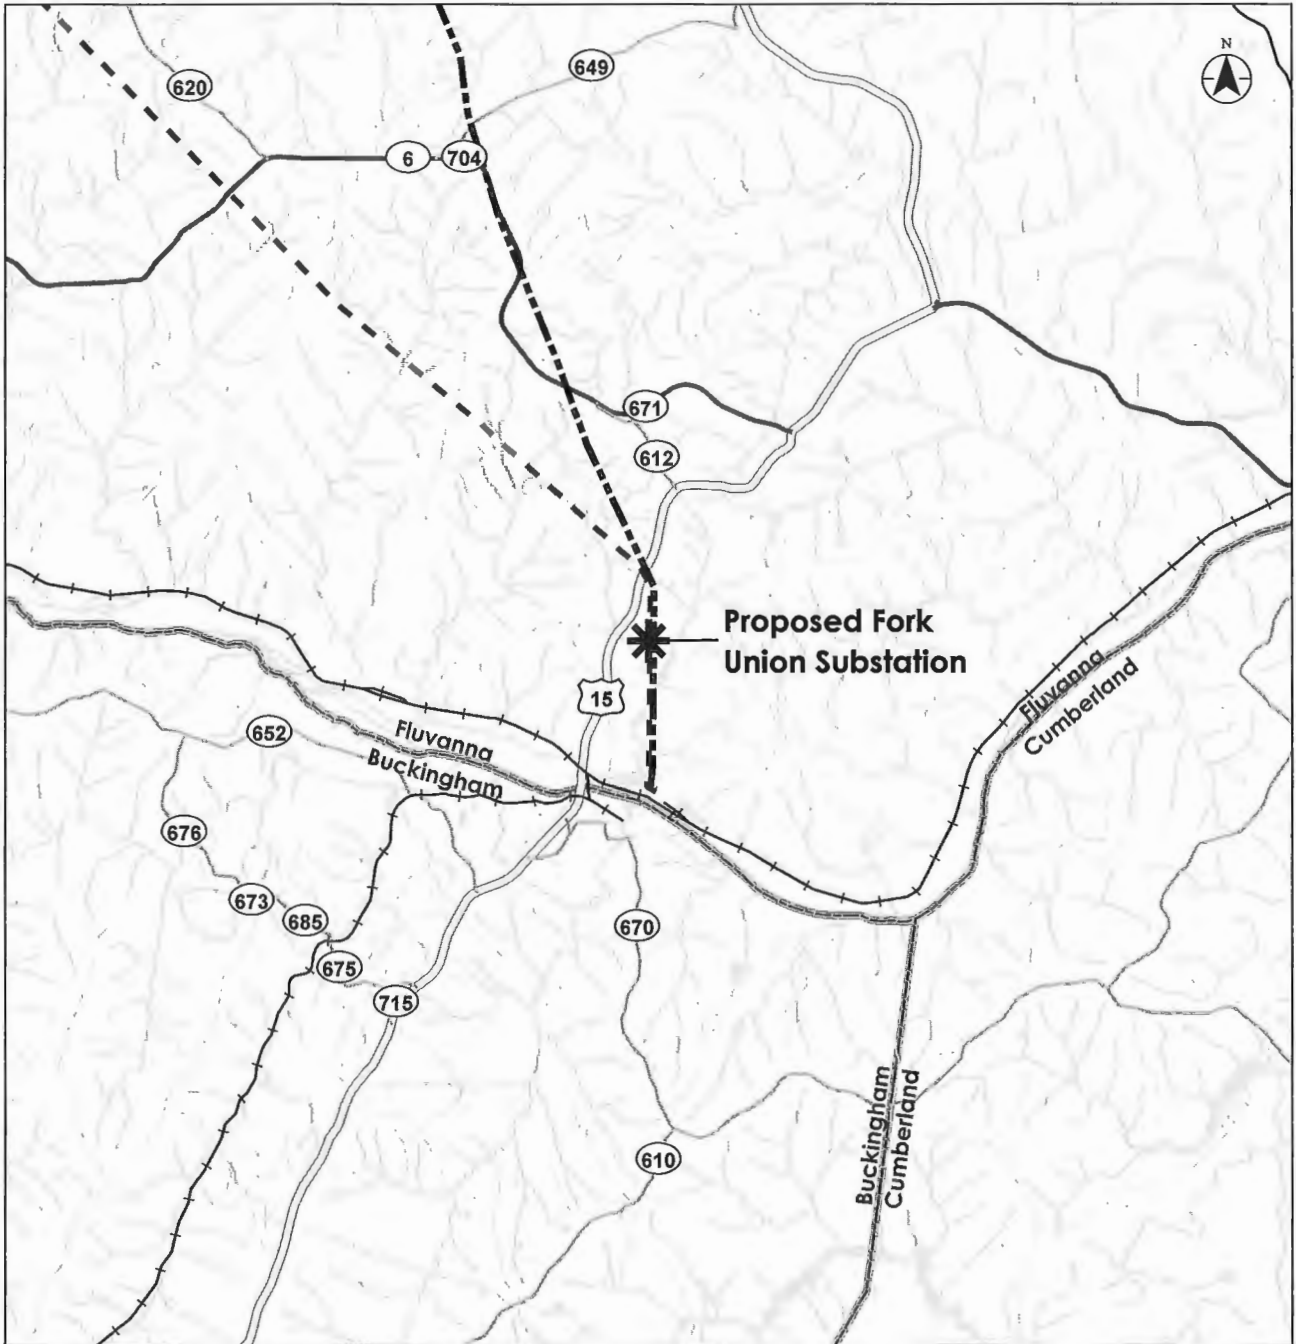 N
649
620
6
704
671
612
Proposed Fork
Union Substation
15
Fluvanna
Cumberland
652
Fluvanna
Buckingham
676
673
685
670
675
715
Buckingham
Cumberland
610